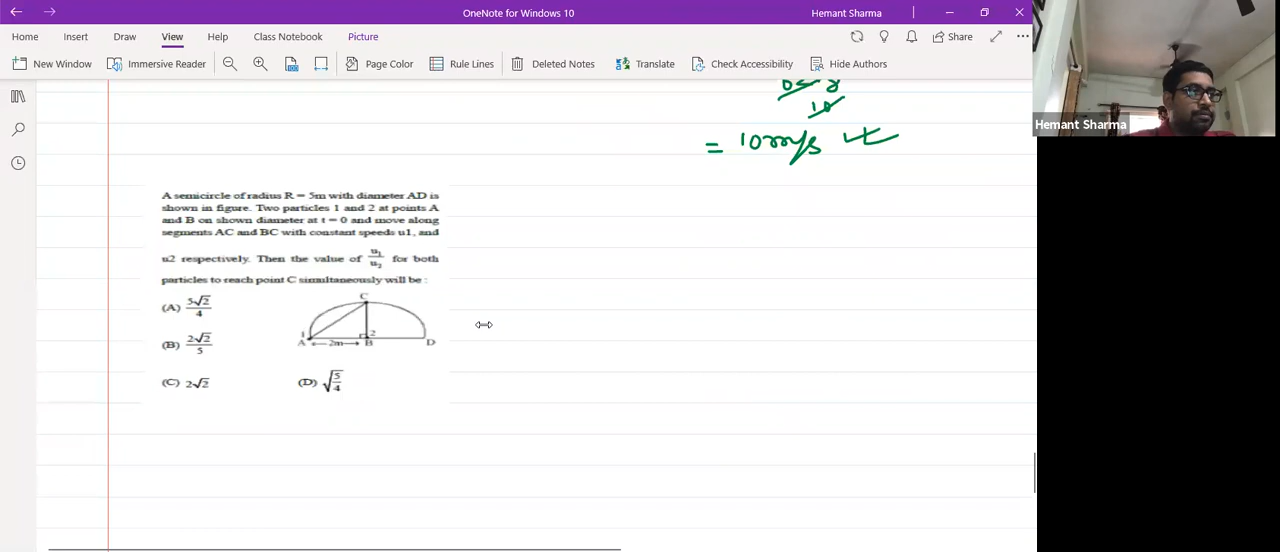 OneNote for Windows 10
Hemant Sharma
Home Insert Draw View Help Class Notebook Picture
Share
New Window Immersive Reader Page Color Rule Lines Deleted Notes Translate Check Accessibility Hide Authors
Hemant Sharma
10
= 10 m/s
A semicircle of radius R = 5m with diameter AD is
shown in figure. Two particles 1 and 2 at points A
and B on shown diameter at t = 0 and move along
segments AC and BC with constant speeds u1, and
u2 respectively. Then the value of u₁/u₂ for both
particles to reach point C simultaneously will be :
(A) 5√2/4
(B) 2√2/5
(C) 2√2
(D) √(5/4)
C
1
2
A
2m
B
D